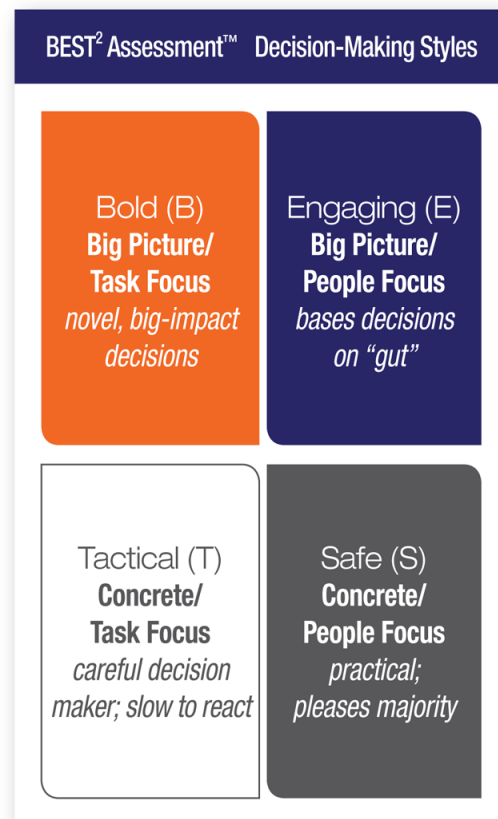 BEST² Assessment™ Decision-Making Styles
Bold (B)
Big Picture/
Task Focus
novel, big-impact
decisions
Engaging (E)
Big Picture/
People Focus
bases decisions
on “gut”
Tactical (T)
Concrete/
Task Focus
careful decision
maker; slow to react
Safe (S)
Concrete/
People Focus
practical;
pleases majority